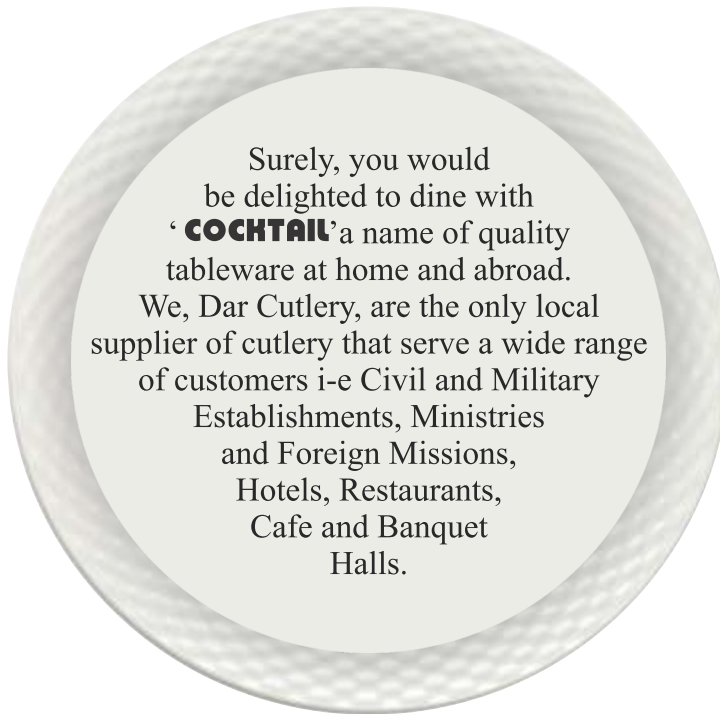 Surely, you would
be delighted to dine with
‘ COCKTAIL’a name of quality
tableware at home and abroad.
We, Dar Cutlery, are the only local
supplier of cutlery that serve a wide range
of customers i-e Civil and Military
Establishments, Ministries
and Foreign Missions,
Hotels, Restaurants,
Cafe and Banquet
Halls.